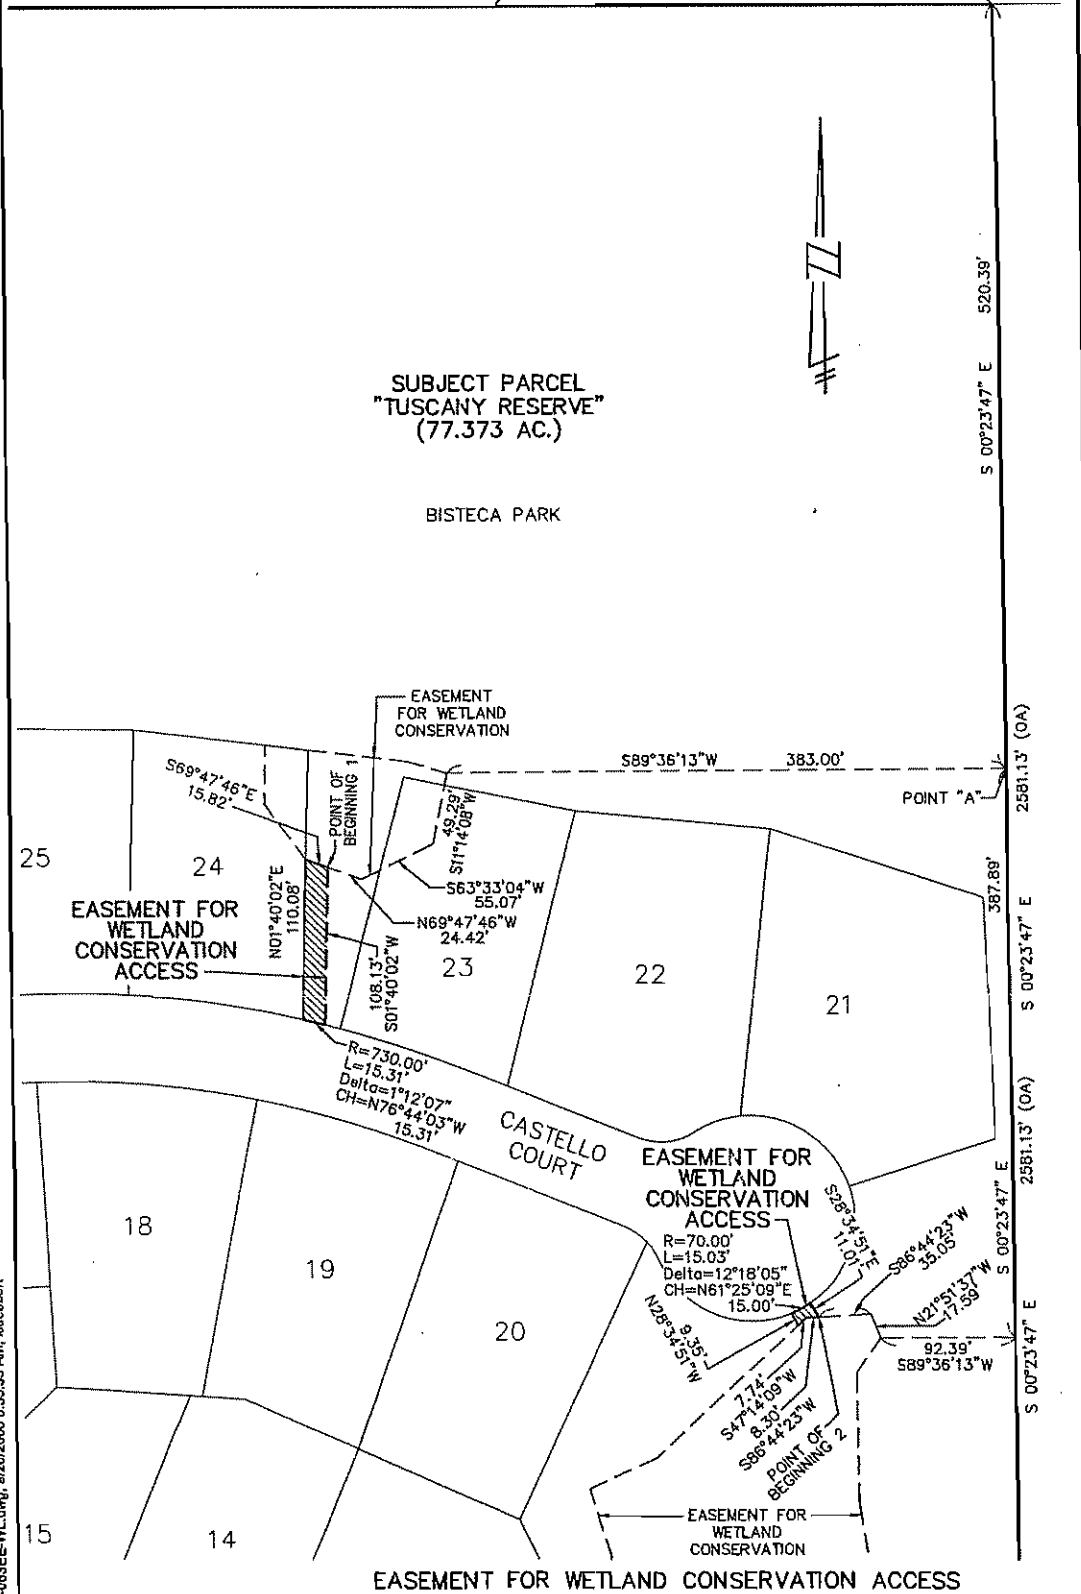 S 00°23'47" E 520.39'
SUBJECT PARCEL
"TUSCANY RESERVE"
(77.373 AC.)
BISTECA PARK
EASEMENT
FOR WETLAND
CONSERVATION
S89°36'13"W 383.00'
POINT "A"
2581.13' (OA)
S69°47'46"E
15.82'
POINT OF
BEGINNING 1
49.29'
S11°14'08"W
S63°33'04"W
55.07'
N69°47'46"W
24.42'
25
24
EASEMENT FOR
WETLAND
CONSERVATION
ACCESS
N01°40'02"E
110.08'
108.13'
S01°40'02"W
23
22
21
387.89'
S 00°23'47" E
R=730.00'
L=15.31'
Delta=1°12'07"
CH=N76°44'03"W
15.31'
CASTELLO
COURT
2581.13' (OA)
S 00°23'47" E
EASEMENT FOR
WETLAND
CONSERVATION
ACCESS
R=70.00'
L=15.03'
Delta=12°18'05"
CH=N61°25'09"E
15.00'
S28°34'51"E
11.01'
S86°44'23"W
35.05'
N21°51'37"W
17.59'
92.39'
S89°36'13"W
S 00°23'47" E
9.35'
N28°34'51"W
7.74'
S47°14'09"W
8.30'
S86°44'23"W
POINT OF
BEGINNING 2
18
19
20
15
14
EASEMENT FOR
WETLAND
CONSERVATION
EASEMENT FOR WETLAND CONSERVATION ACCESS